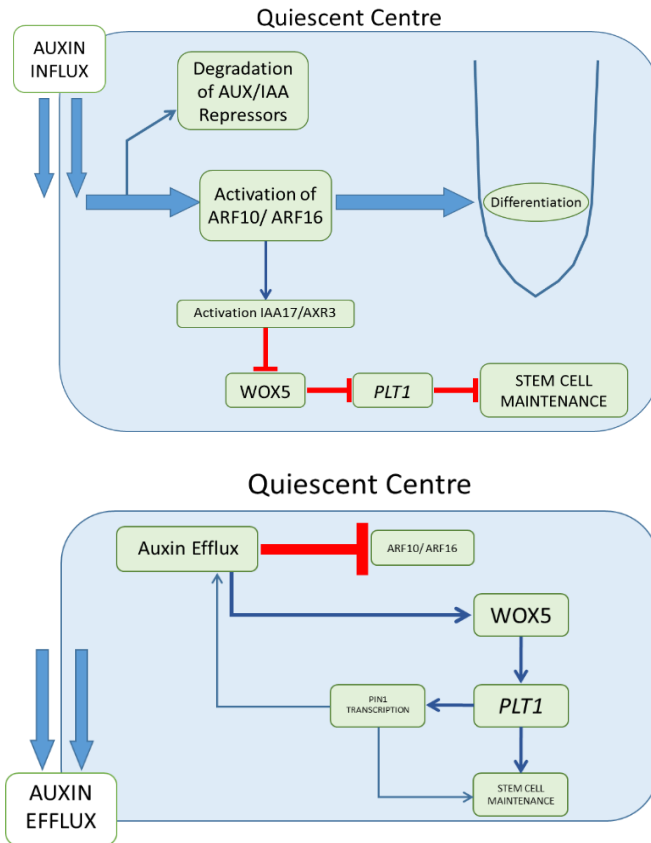 Quiescent Centre
AUXIN
INFLUX
Degradation
of AUX/IAA
Repressors
Activation of
ARF10/ ARF16
Differentiation
Activation IAA17/AXR3
WOX5
PLT1
STEM CELL
MAINTENANCE
Quiescent Centre
Auxin Efflux
ARF10/ ARF16
WOX5
PIN1
TRANSCRIPTION
PLT1
STEM CELL
MAINTENANCE
AUXIN
EFFLUX